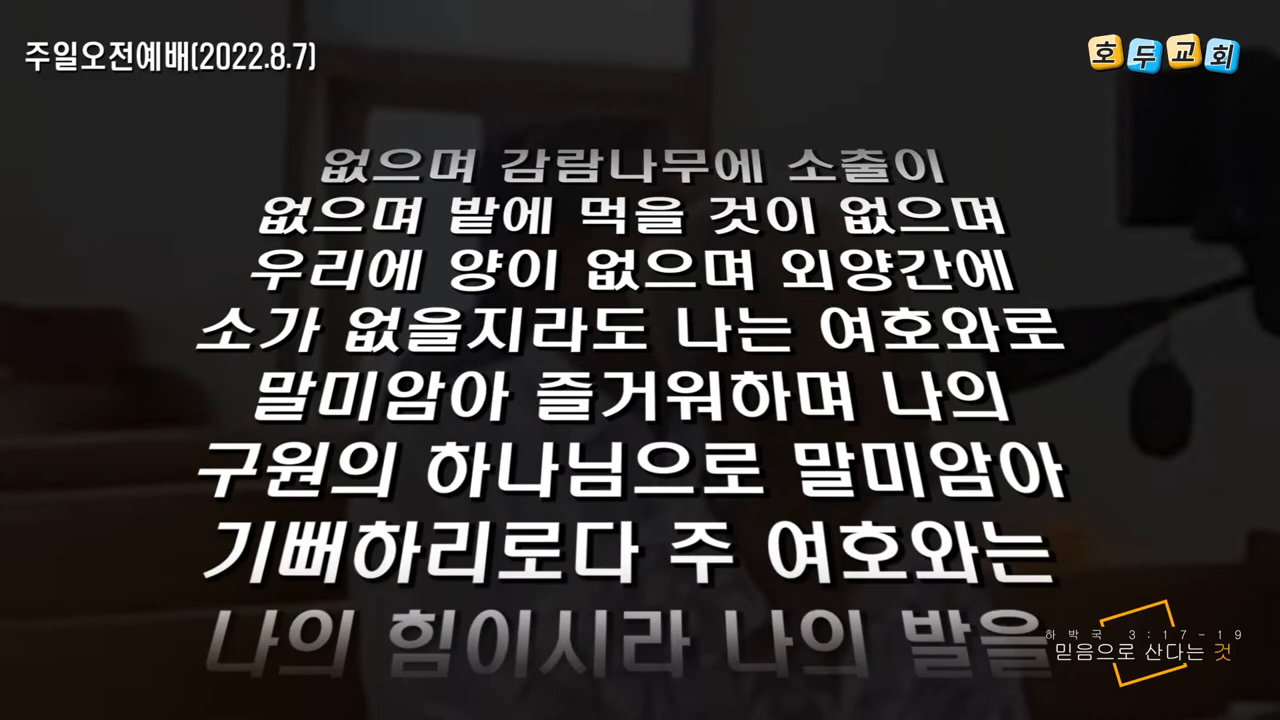 주일오전예배(2022.8.7)
호두교회
없으며 감람나무에 소출이
없으며 밭에 먹을 것이 없으며
우리에 양이 없으며 외양간에
소가 없을지라도 나는 여호와로
말미암아 즐거워하며 나의
구원의 하나님으로 말미암아
기뻐하리로다 주 여호와는
나의 힘이시라 나의 발을
하박국 3:17-19
믿음으로 산다는 것